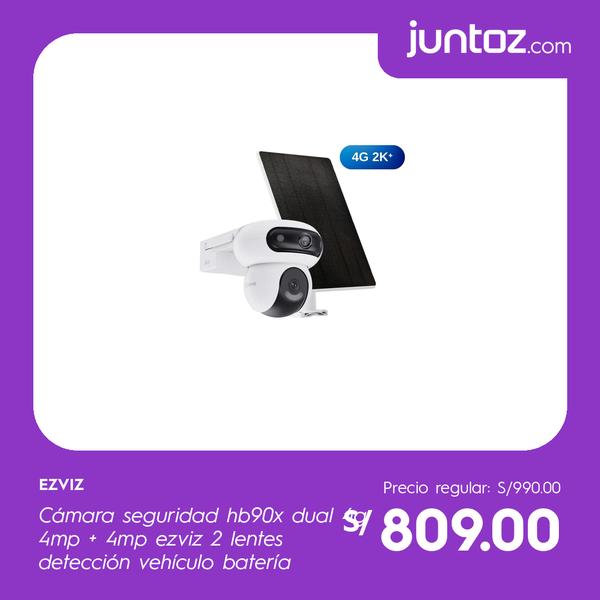 juntoz.com
4G 2K⁺
EZVIZ
Precio regular: S/990.00
Cámara seguridad hb90x dual 4g
4mp + 4mp ezviz 2 lentes
detección vehículo batería
S/ 809.00